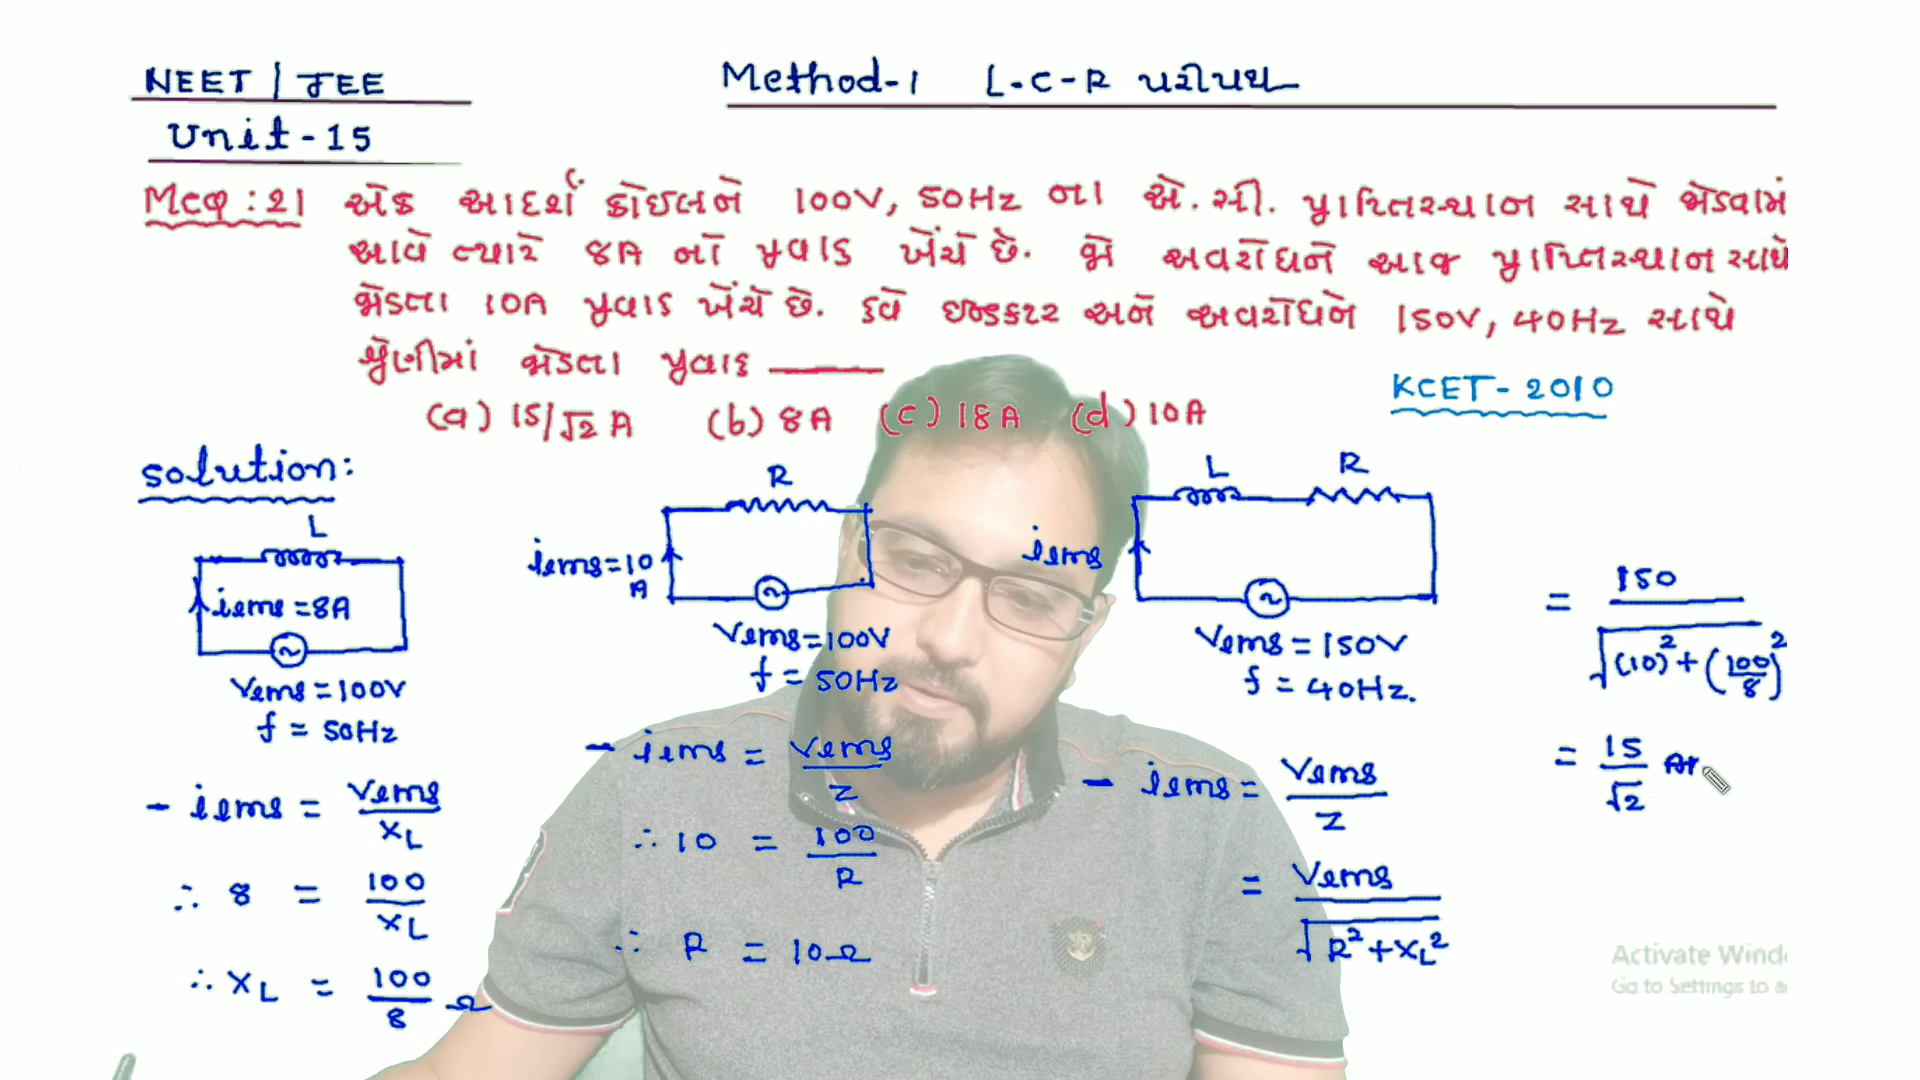 NEET | JEE
Method-1 L-C-R પરીપથ
Unit-15
MCQ : 21 એક આદર્શ કોઇલને 100V, 50Hz ના એ.સી. પ્રાપ્તિસ્થાન સાથે જોડવામાં
આવે ત્યારે 8A નો પ્રવાહ ખેંચે છે. જો અવરોધને આજ પ્રાપ્તિસ્થાન સાથે
જોડતા 10A પ્રવાહ ખેંચે છે. હવે ઇન્ડક્ટર અને અવરોધને 150V, 40Hz સાથે
શ્રેણીમાં જોડતા પ્રવાહ ______
KCET-2010
(a) 15/√2 A (b) 8A (c) 18A (d) 10A
Solution:
L
irms = 8A
Vrms = 100V
f = 50Hz
- irms = Vrms / XL
∴ 8 = 100 / XL
∴ XL = 100 / 8 Ω
R
irms = 10 A
Vrms = 100V
f = 50Hz
- irms = Vrms / Z
∴ 10 = 100 / R
∴ R = 10Ω
L R
irms
Vrms = 150V
f = 40Hz.
- irms = Vrms / Z
= Vrms / √R² + XL²
= 150 / √(10)² + (100/8)²
= 15 / √2
Activate Wind
Go to Settings to a